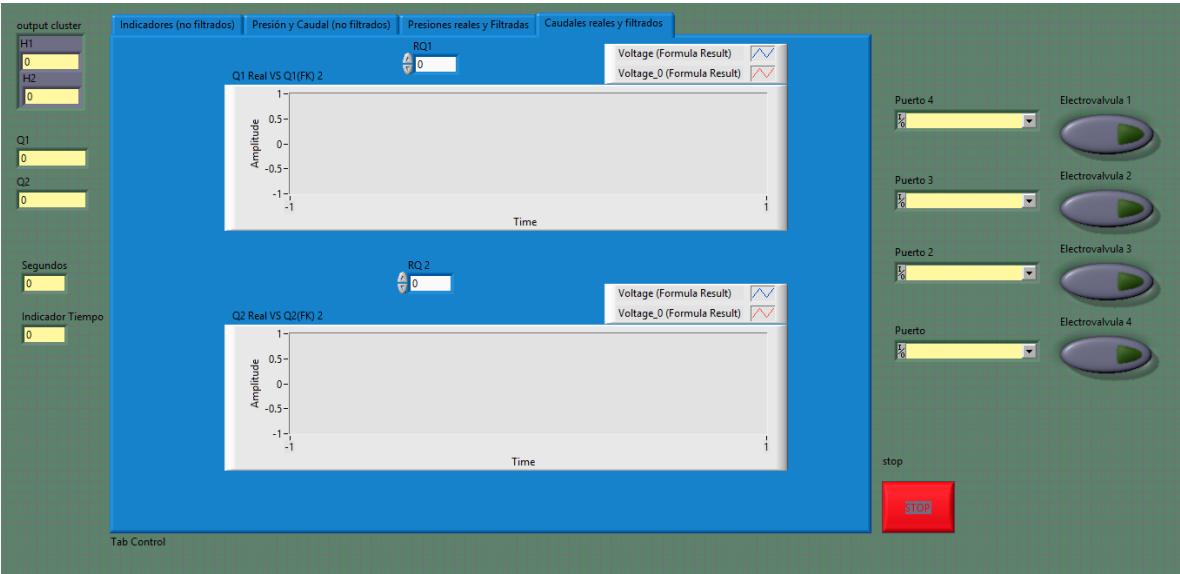 output cluster
H1
0
H2
0
Q1
0
Q2
0
Segundos
0
Indicador Tiempo
0
Indicadores (no filtrados)
Presión y Caudal (no filtrados)
Presiones reales y Filtradas
Caudales reales y filtrados
RQ1
0
Voltage (Formula Result)
Voltage_0 (Formula Result)
Q1 Real VS Q1(FK) 2
Amplitude
1
0.5
0
-0.5
-1
-1
1
Time
RQ 2
0
Voltage (Formula Result)
Voltage_0 (Formula Result)
Q2 Real VS Q2(FK) 2
Amplitude
1
0.5
0
-0.5
-1
-1
1
Time
Tab Control
Puerto 4
I/0
Electrovalvula 1
Puerto 3
I/0
Electrovalvula 2
Puerto 2
I/0
Electrovalvula 3
Puerto
I/0
Electrovalvula 4
stop
STOP